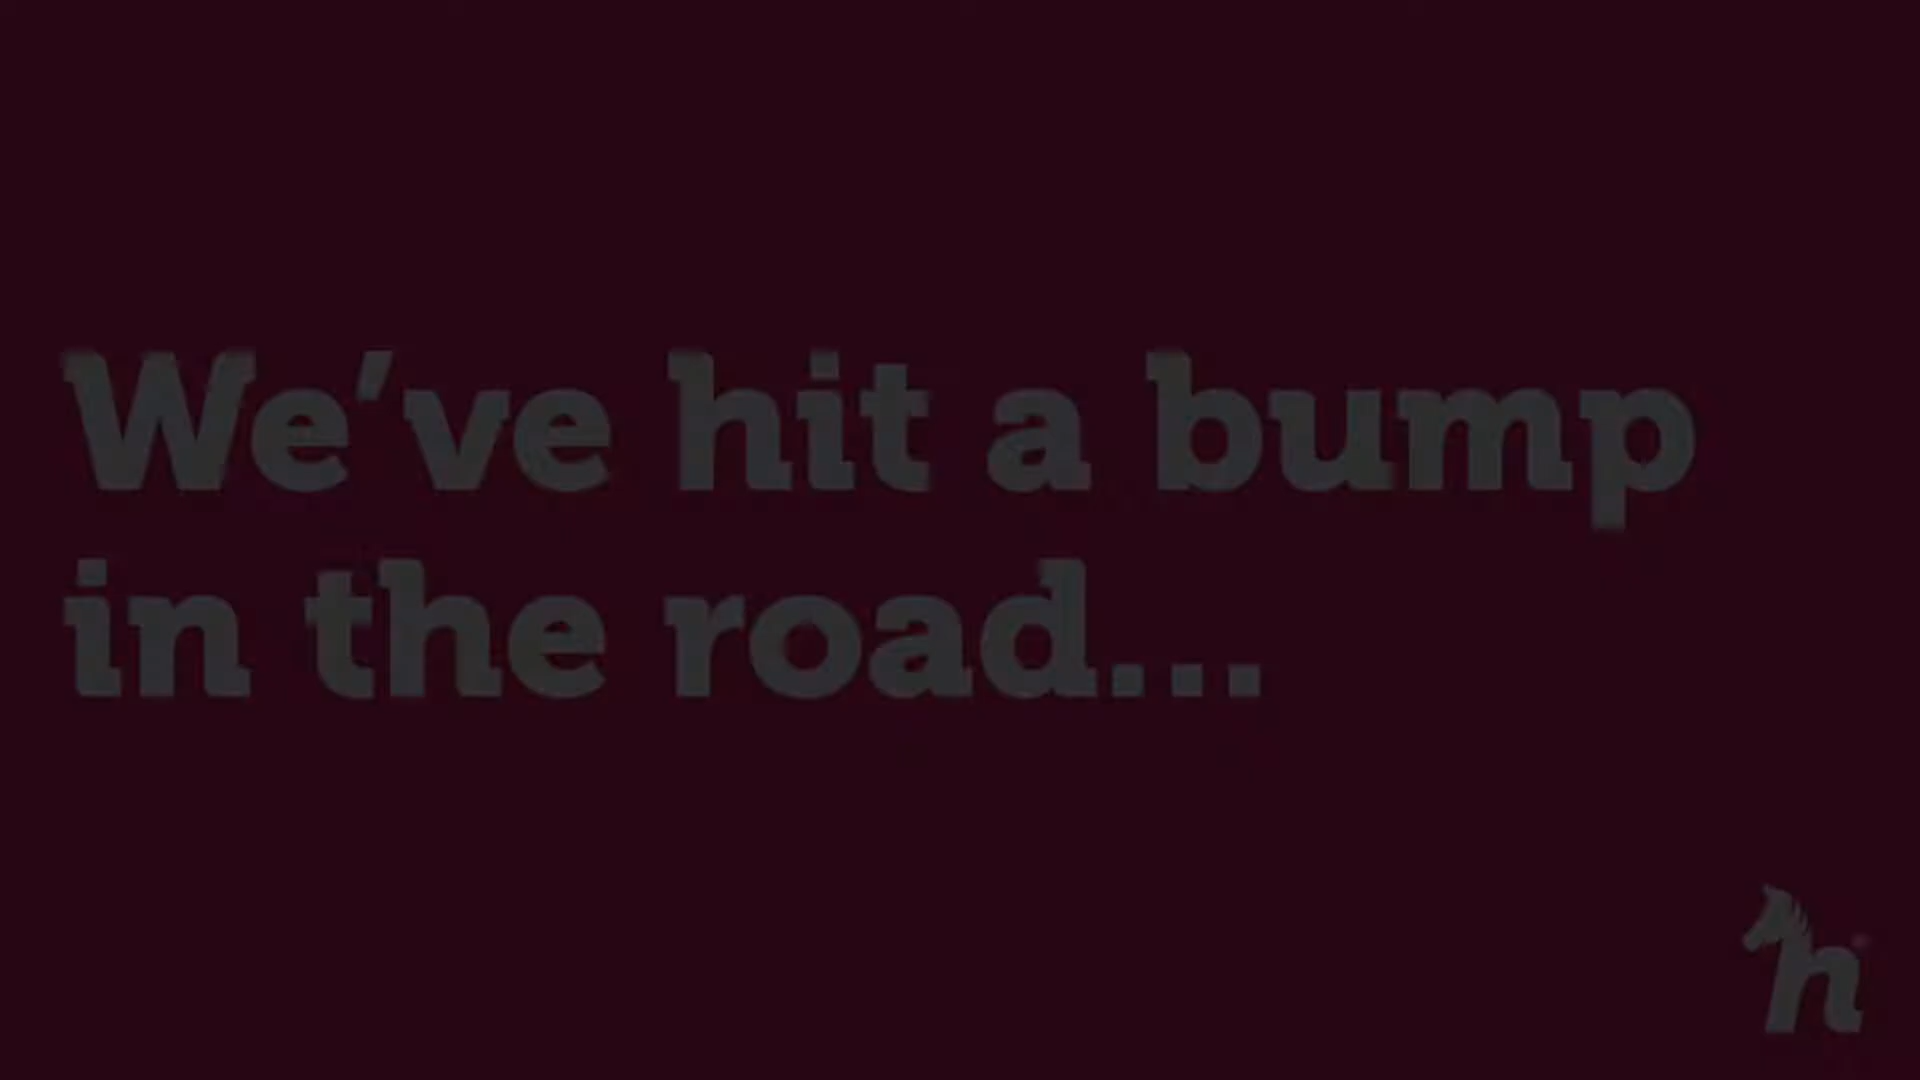 We’ve hit a bump
in the road...
h